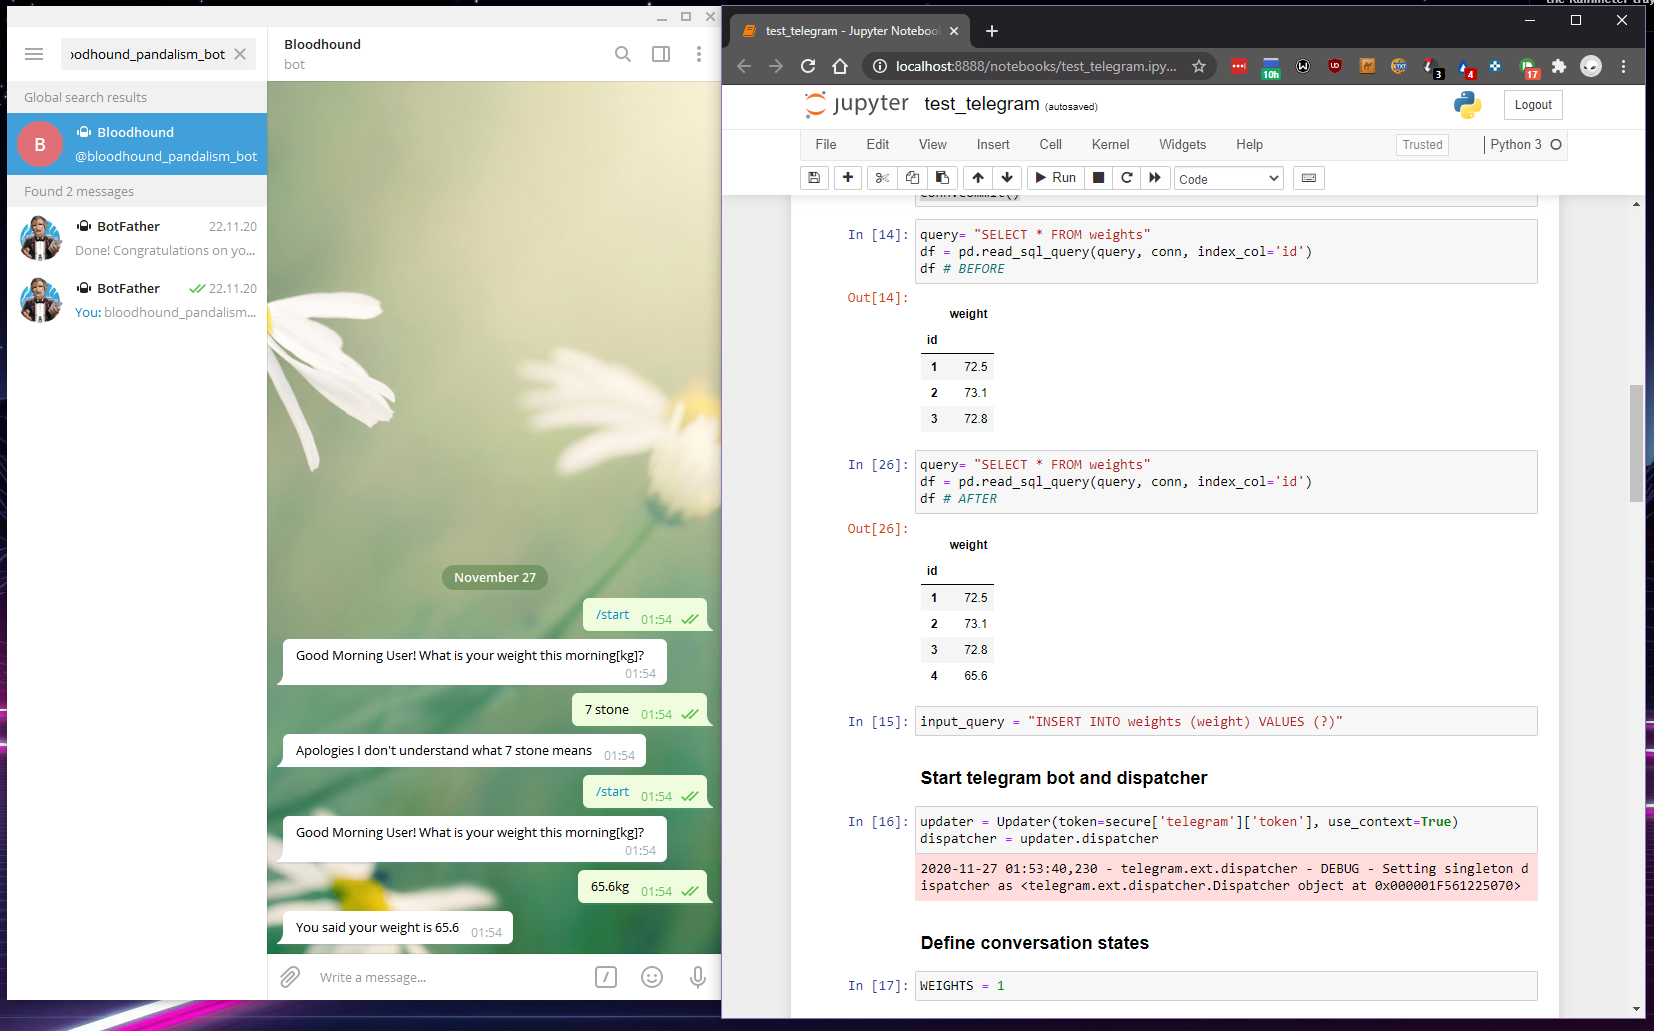 oodhound_pandalism_bot
Global search results
B
Bloodhound
@bloodhound_pandalism_bot
Found 2 messages
BotFather 22.11.20
Done! Congratulations on yo...
BotFather 22.11.20
You: bloodhound_pandalism...
Bloodhound
bot
November 27
/start 01:54
Good Morning User! What is your weight this morning[kg]?
01:54
7 stone 01:54
Apologies I don't understand what 7 stone means 01:54
/start 01:54
Good Morning User! What is your weight this morning[kg]?
01:54
65.6kg 01:54
You said your weight is 65.6 01:54
Write a message...
test_telegram - Jupyter Notebook
localhost:8888/notebooks/test_telegram.ipy...
10h
3
4
17
jupyter test_telegram (autosaved)
Logout
File Edit View Insert Cell Kernel Widgets Help
Trusted
Python 3
Run
Code
conn.commit()
In [14]: query= "SELECT * FROM weights"
df = pd.read_sql_query(query, conn, index_col='id')
df # BEFORE
Out[14]:
weight
id
1 72.5
2 73.1
3 72.8
In [26]: query= "SELECT * FROM weights"
df = pd.read_sql_query(query, conn, index_col='id')
df # AFTER
Out[26]:
weight
id
1 72.5
2 73.1
3 72.8
4 65.6
In [15]: input_query = "INSERT INTO weights (weight) VALUES (?)"
Start telegram bot and dispatcher
In [16]: updater = Updater(token=secure['telegram']['token'], use_context=True)
dispatcher = updater.dispatcher
2020-11-27 01:53:40,230 - telegram.ext.dispatcher - DEBUG - Setting singleton d
ispatcher as <telegram.ext.dispatcher.Dispatcher object at 0x000001F561225070>
Define conversation states
In [17]: WEIGHTS = 1